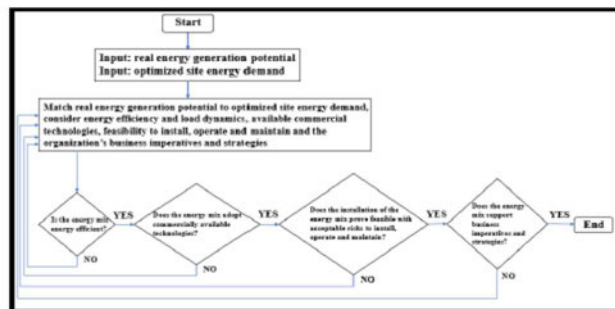 Start
Input: real energy generation potential
Input: optimized site energy demand
Match real energy generation potential to optimized site energy demand,
consider energy efficiency and load dynamics, available commercial
technologies, feasibility to install, operate and maintain and the
organization's business imperatives and strategies
Is the energy mix
energy efficient?
YES
NO
Does the energy mix adopt
commercially available
technologies?
YES
NO
Does the installation of the
energy mix prove feasible with
acceptable risks to install,
operate and maintain?
YES
NO
Does the energy
mix support
business
imperatives and
strategies?
YES
NO
End